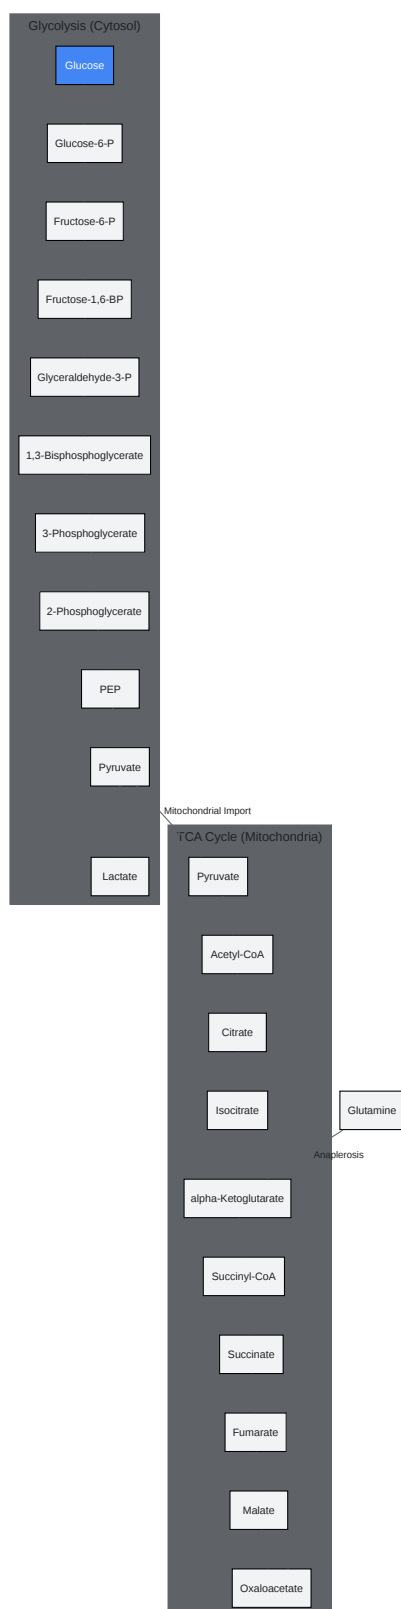 Glycolysis (Cytosol)
Glucose
Glucose-6-P
Fructose-6-P
Fructose-1,6-BP
Glyceraldehyde-3-P
1,3-Bisphosphoglycerate
3-Phosphoglycerate
2-Phosphoglycerate
PEP
Pyruvate
Mitochondrial Import
TCA Cycle (Mitochondria)
Lactate
Pyruvate
Acetyl-CoA
Citrate
Isocitrate
Glutamine
Anaplerosis
alpha-Ketoglutarate
Succinyl-CoA
Succinate
Fumarate
Malate
Oxaloacetate